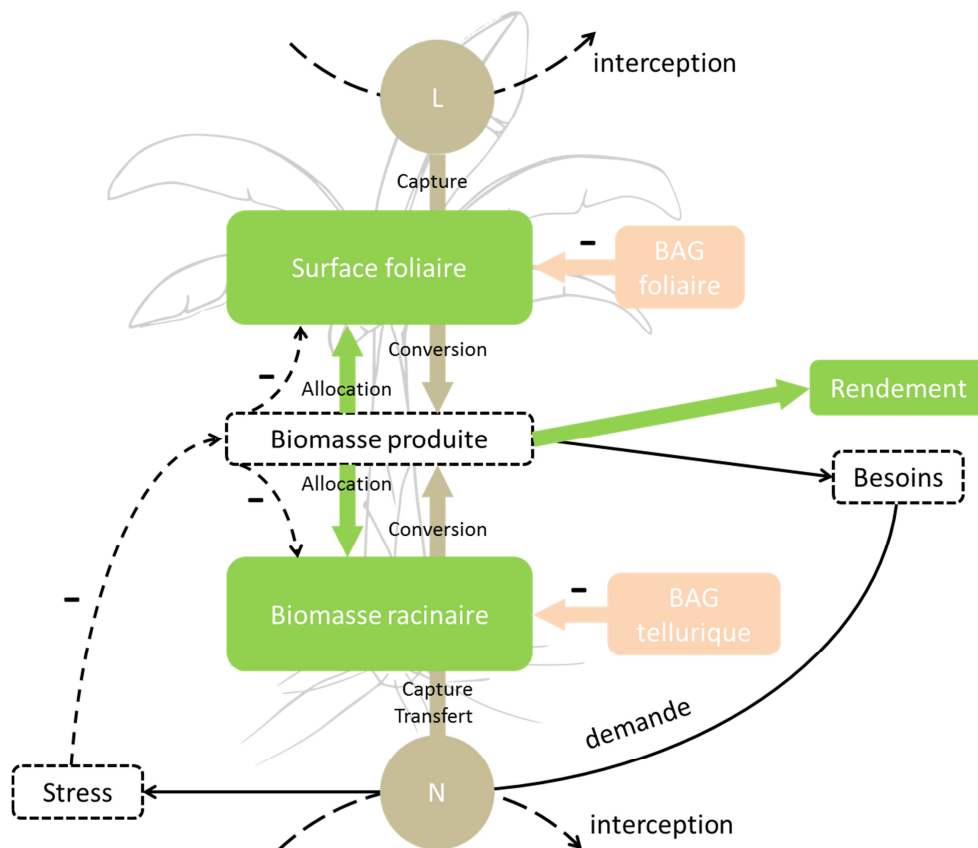 L
interception
Capture
Surface foliaire
-
BAG
foliaire
Conversion
-
Allocation
Rendement
Biomasse produite
Besoins
Allocation
-
Conversion
-
Biomasse racinaire
-
BAG
tellurique
Capture
Transfert
demande
Stress
N
interception